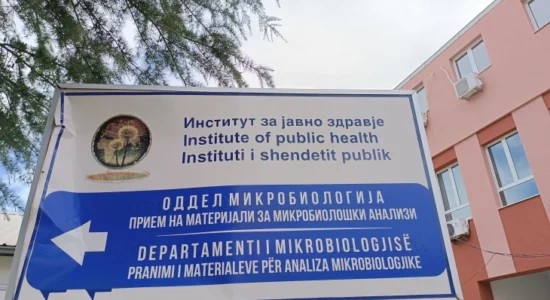 Институт за јавно здравје
Institute of public health
Instituti i shendetit publik
ОДДЕЛ МИКРОБИОЛОГИЈА
ПРИЕМ НА МАТЕРИЈАЛИ ЗА МИКРОБИОЛОШКИ АНАЛИЗИ
DEPARTAMENTI I MIKROBIOLOGJISË
PRANIMI I MATERIALEVE PËR ANALIZA MIKROBIOLOGJIKE